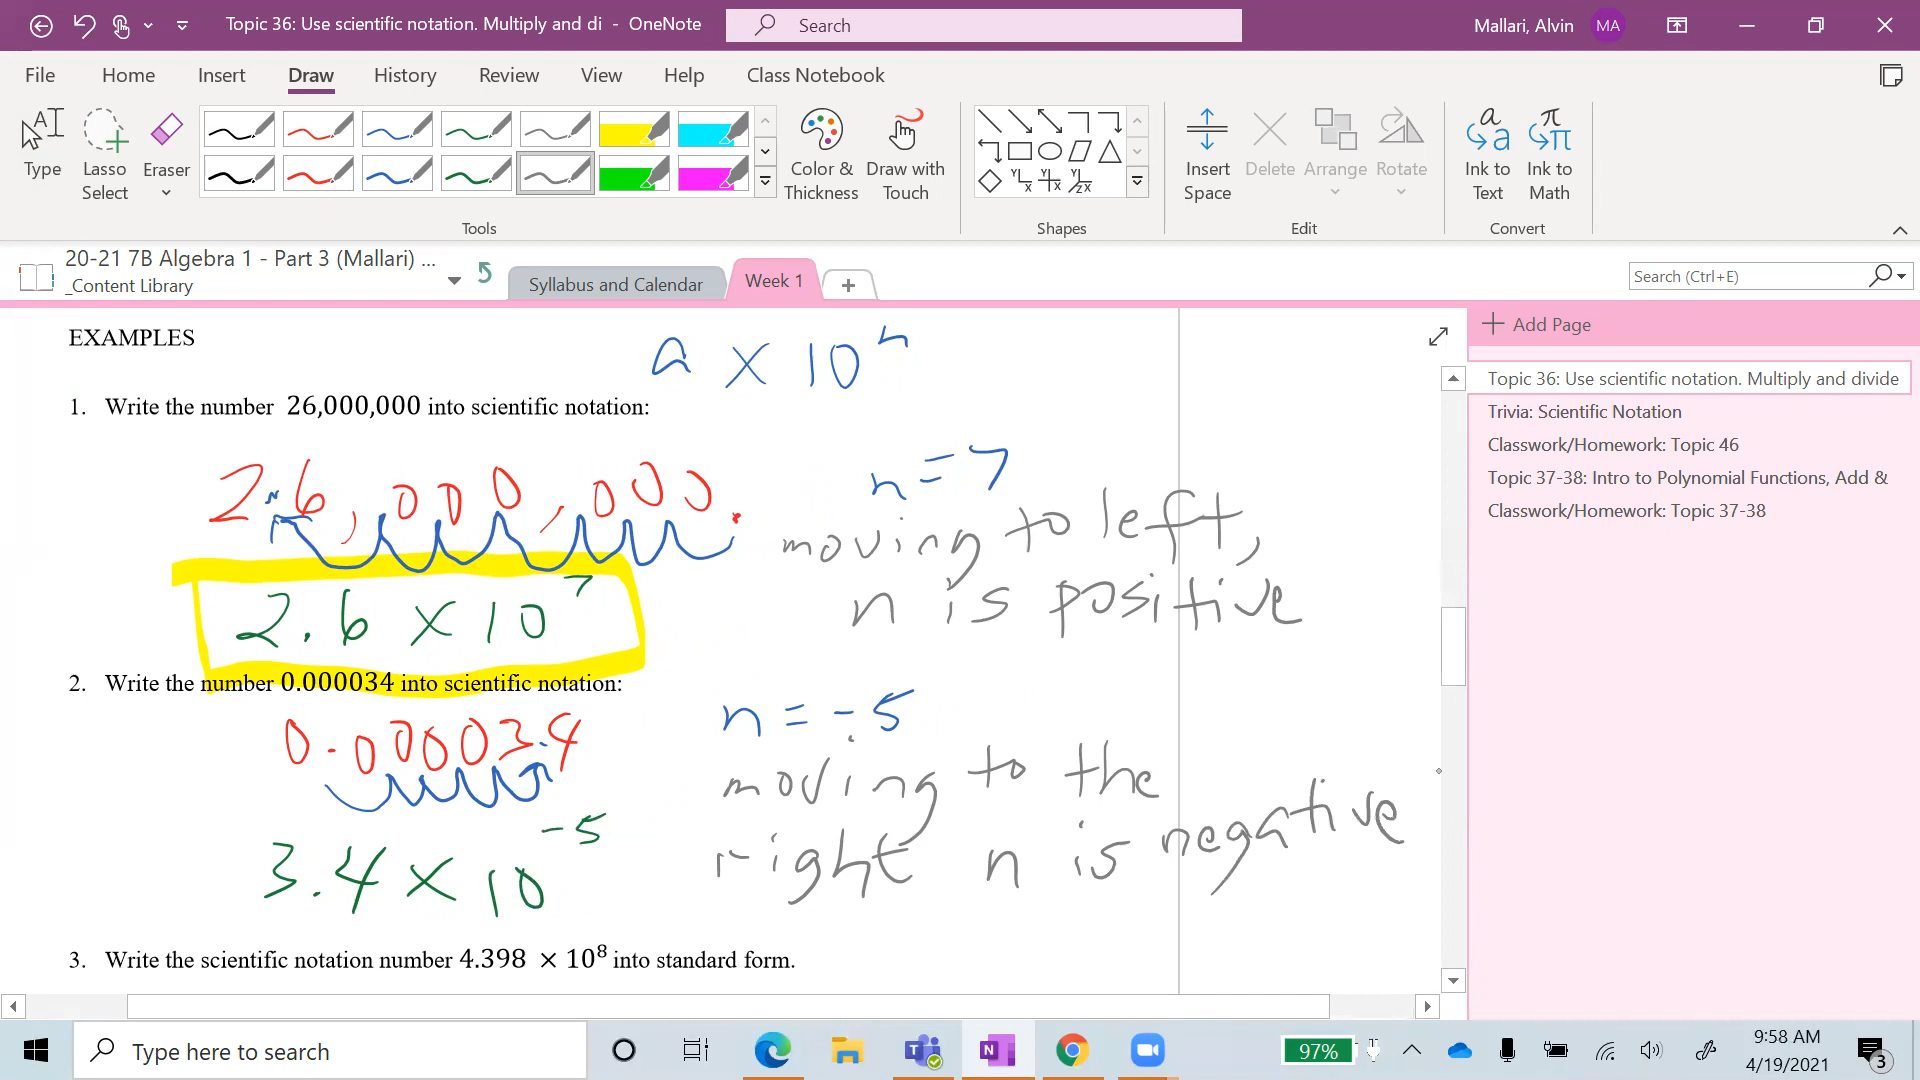 Topic 36: Use scientific notation. Multiply and di - OneNote
Search
Mallari, Alvin
MA
File Home Insert Draw History Review View Help Class Notebook
Type
Lasso Select
Eraser
Color & Thickness
Draw with Touch
Insert Space
Delete
Arrange
Rotate
Ink to Text
Ink to Math
Tools
Shapes
Edit
Convert
20-21 7B Algebra 1 - Part 3 (Mallari) ...
_Content Library
Syllabus and Calendar
Week 1
Search (Ctrl+E)
Add Page
Topic 36: Use scientific notation. Multiply and divide
Trivia: Scientific Notation
Classwork/Homework: Topic 46
Topic 37-38: Intro to Polynomial Functions, Add &
Classwork/Homework: Topic 37-38
EXAMPLES
a × 10^n
1. Write the number 26,000,000 into scientific notation:
2.6,000,000.
n = 7
moving to left,
n is positive
2.6 × 10^7
2. Write the number 0.000034 into scientific notation:
0.00003.4
n = -5
moving to the
right n is negative
3.4 × 10^-5
3. Write the scientific notation number 4.398 × 10^8 into standard form.
Type here to search
97%
9:58 AM
4/19/2021
3